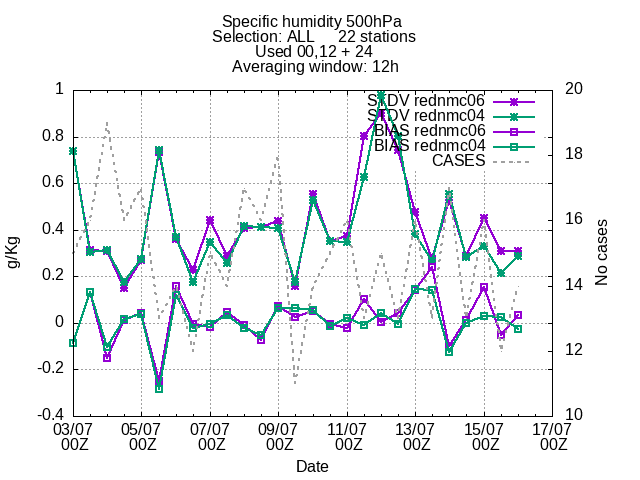 Specific humidity 500hPa
Selection: ALL 22 stations
Used 00,12 + 24
Averaging window: 12h
STDV rednmc06
STDV rednmc04
BIAS rednmc06
BIAS rednmc04
CASES
1
0.8
0.6
0.4
0.2
0
-0.2
-0.4
g/Kg
20
18
16
14
12
10
No cases
03/07 05/07 07/07 09/07 11/07 13/07 15/07 17/07
00Z 00Z 00Z 00Z 00Z 00Z 00Z 00Z
Date